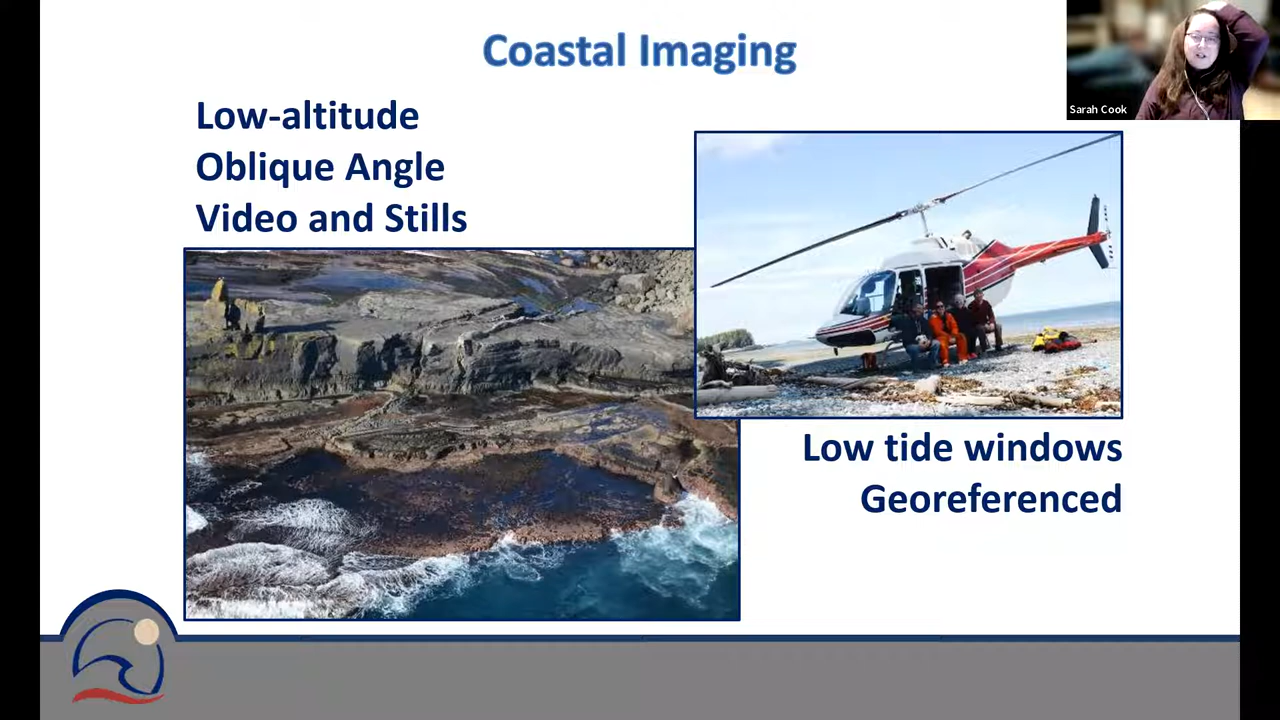 Coastal Imaging
Sarah Cook
Low-altitude
Oblique Angle
Video and Stills
Low tide windows
Georeferenced